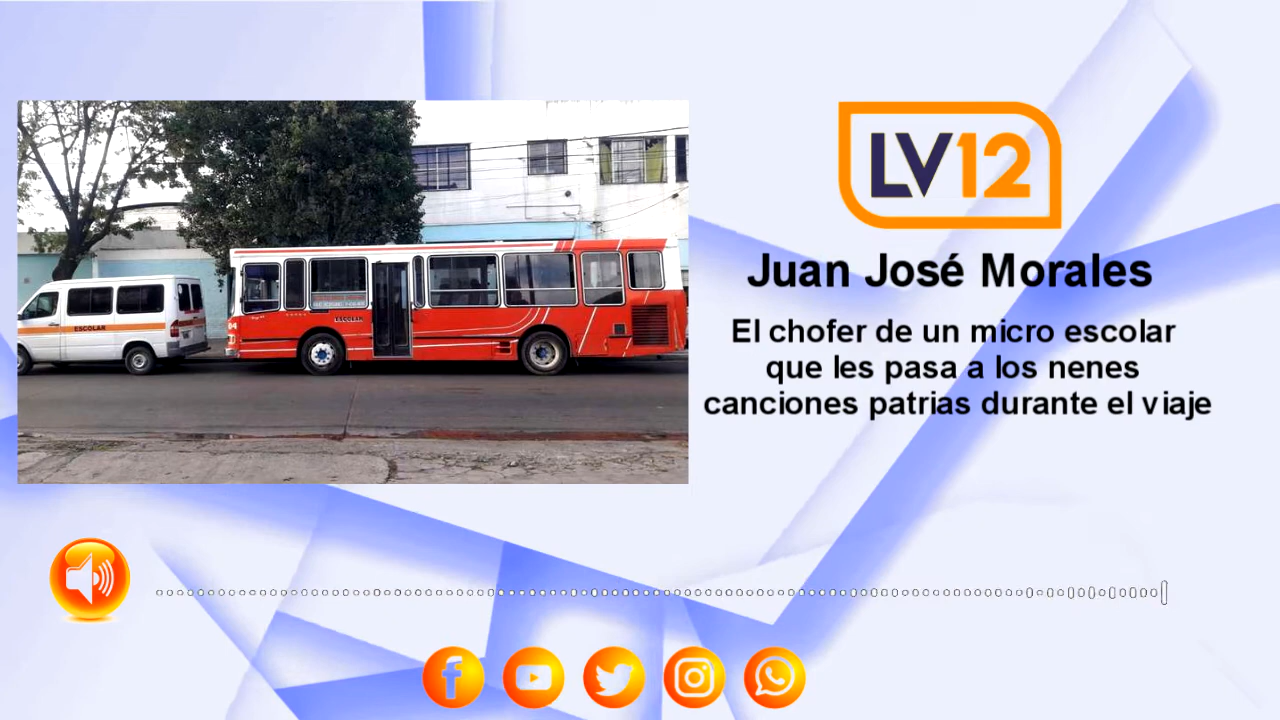 LV12
Juan José Morales
El chofer de un micro escolar
que les pasa a los nenes
canciones patrias durante el viaje
ESCOLAR
ESCOLAR
04